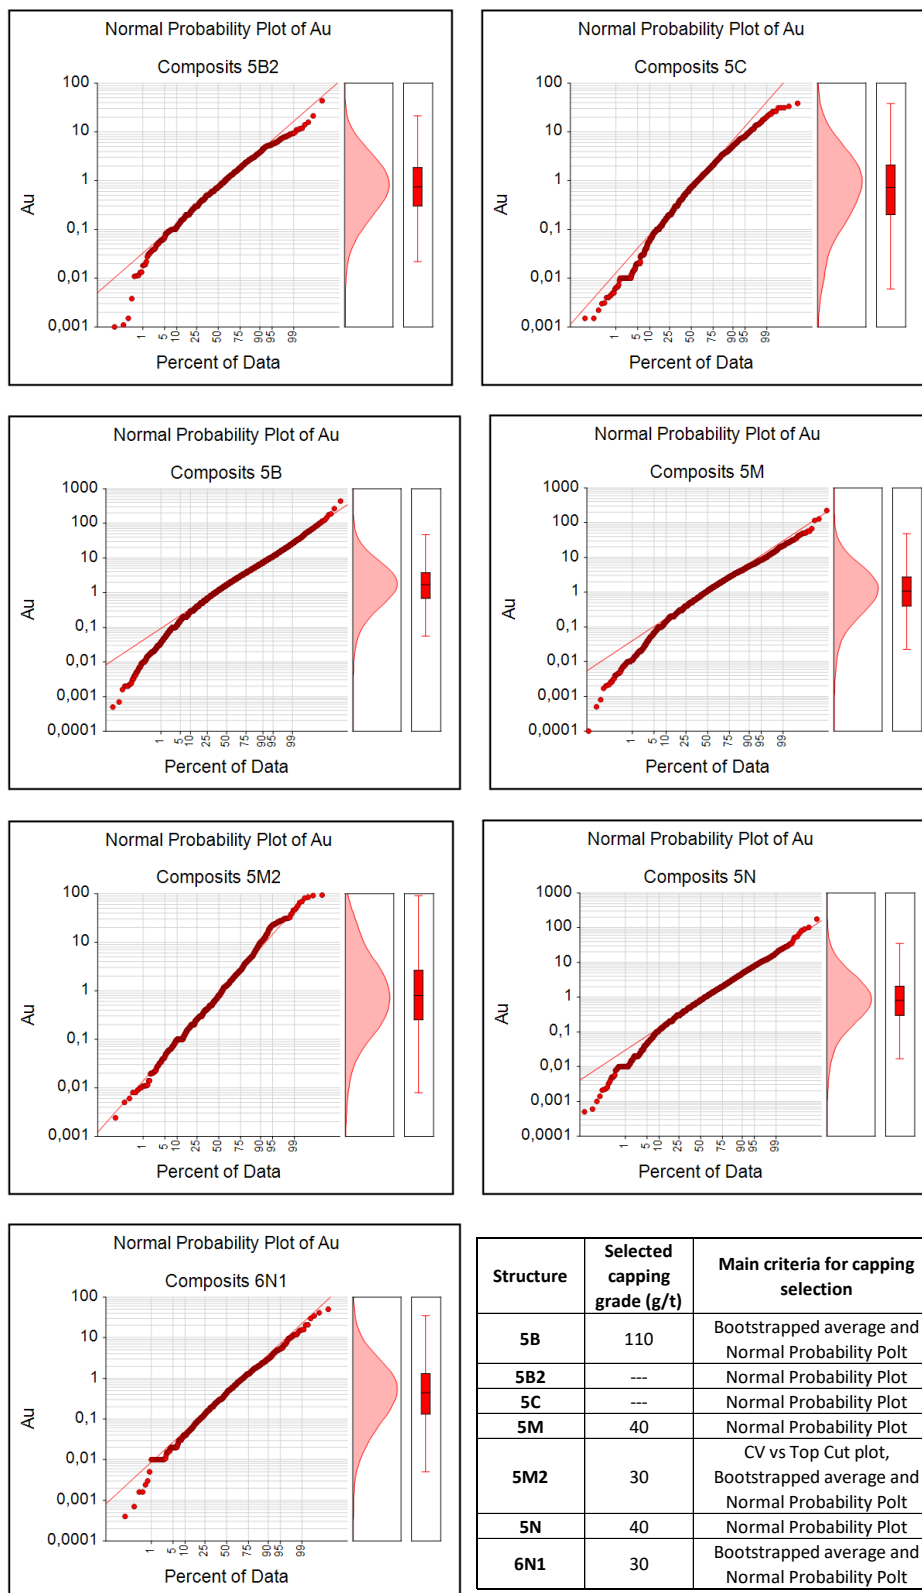 Normal Probability Plot of Au
Composits 5B2
100
10
1
0,1
0,01
0,001
Au
1
5
10
25
50
75
90
95
99
Percent of Data
Normal Probability Plot of Au
Composits 5C
100
10
1
0,1
0,01
0,001
Au
1
5
10
25
50
75
90
95
99
Percent of Data
Normal Probability Plot of Au
Composits 5B
1000
100
10
1
0,1
0,01
0,001
0,0001
Au
1
5
10
25
50
75
90
95
99
Percent of Data
Normal Probability Plot of Au
Composits 5M
1000
100
10
1
0,1
0,01
0,001
0,0001
Au
1
5
10
25
50
75
90
95
99
Percent of Data
Normal Probability Plot of Au
Composits 5M2
100
10
1
0,1
0,01
0,001
Au
1
5
10
25
50
75
90
95
99
Percent of Data
Normal Probability Plot of Au
Composits 5N
1000
100
10
1
0,1
0,01
0,001
0,0001
Au
1
5
10
25
50
75
90
95
99
Percent of Data
Normal Probability Plot of Au
Composits 6N1
100
10
1
0,1
0,01
0,001
0,0001
Au
1
5
10
25
50
75
90
95
99
Percent of Data
Structure
Selected
capping
grade (g/t)
Main criteria for capping
selection
5B
110
Bootstrapped average and
Normal Probability Polt
5B2
---
Normal Probability Plot
5C
---
Normal Probability Plot
5M
40
Normal Probability Plot
5M2
30
CV vs Top Cut plot,
Bootstrapped average and
Normal Probability Polt
5N
40
Normal Probability Plot
6N1
30
Bootstrapped average and
Normal Probability Polt